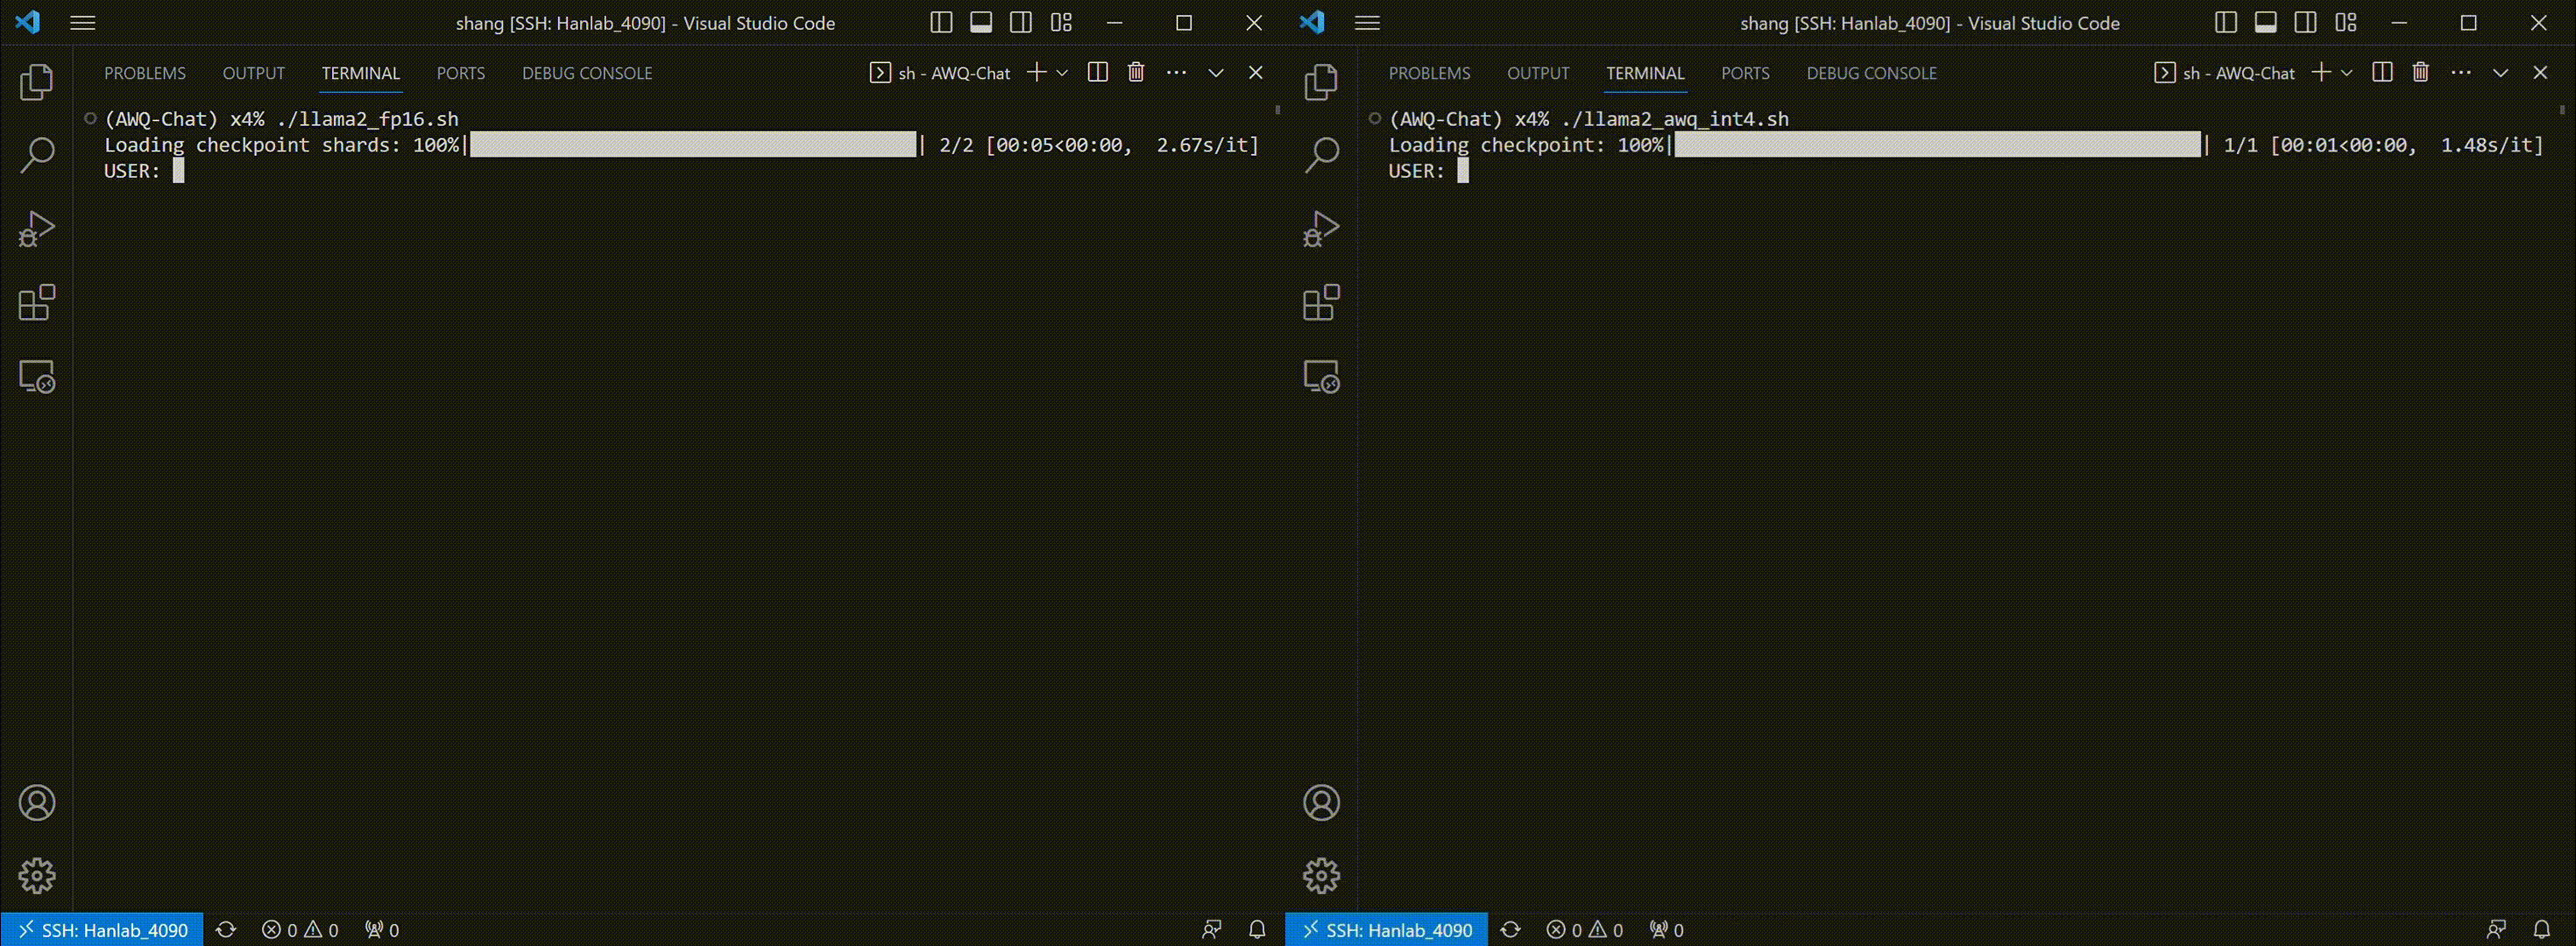 shang [SSH: Hanlab_4090] - Visual Studio Code
PROBLEMS OUTPUT TERMINAL PORTS DEBUG CONSOLE sh - AWQ-Chat
(AWQ-Chat) x4% ./llama2_fp16.sh
Loading checkpoint shards: 100%| | 2/2 [00:05<00:00, 2.67s/it]
USER:
SSH: Hanlab_4090 0 0 0
shang [SSH: Hanlab_4090] - Visual Studio Code
PROBLEMS OUTPUT TERMINAL PORTS DEBUG CONSOLE sh - AWQ-Chat
(AWQ-Chat) x4% ./llama2_awq_int4.sh
Loading checkpoint: 100%| | 1/1 [00:01<00:00, 1.48s/it]
USER:
SSH: Hanlab_4090 0 0 0